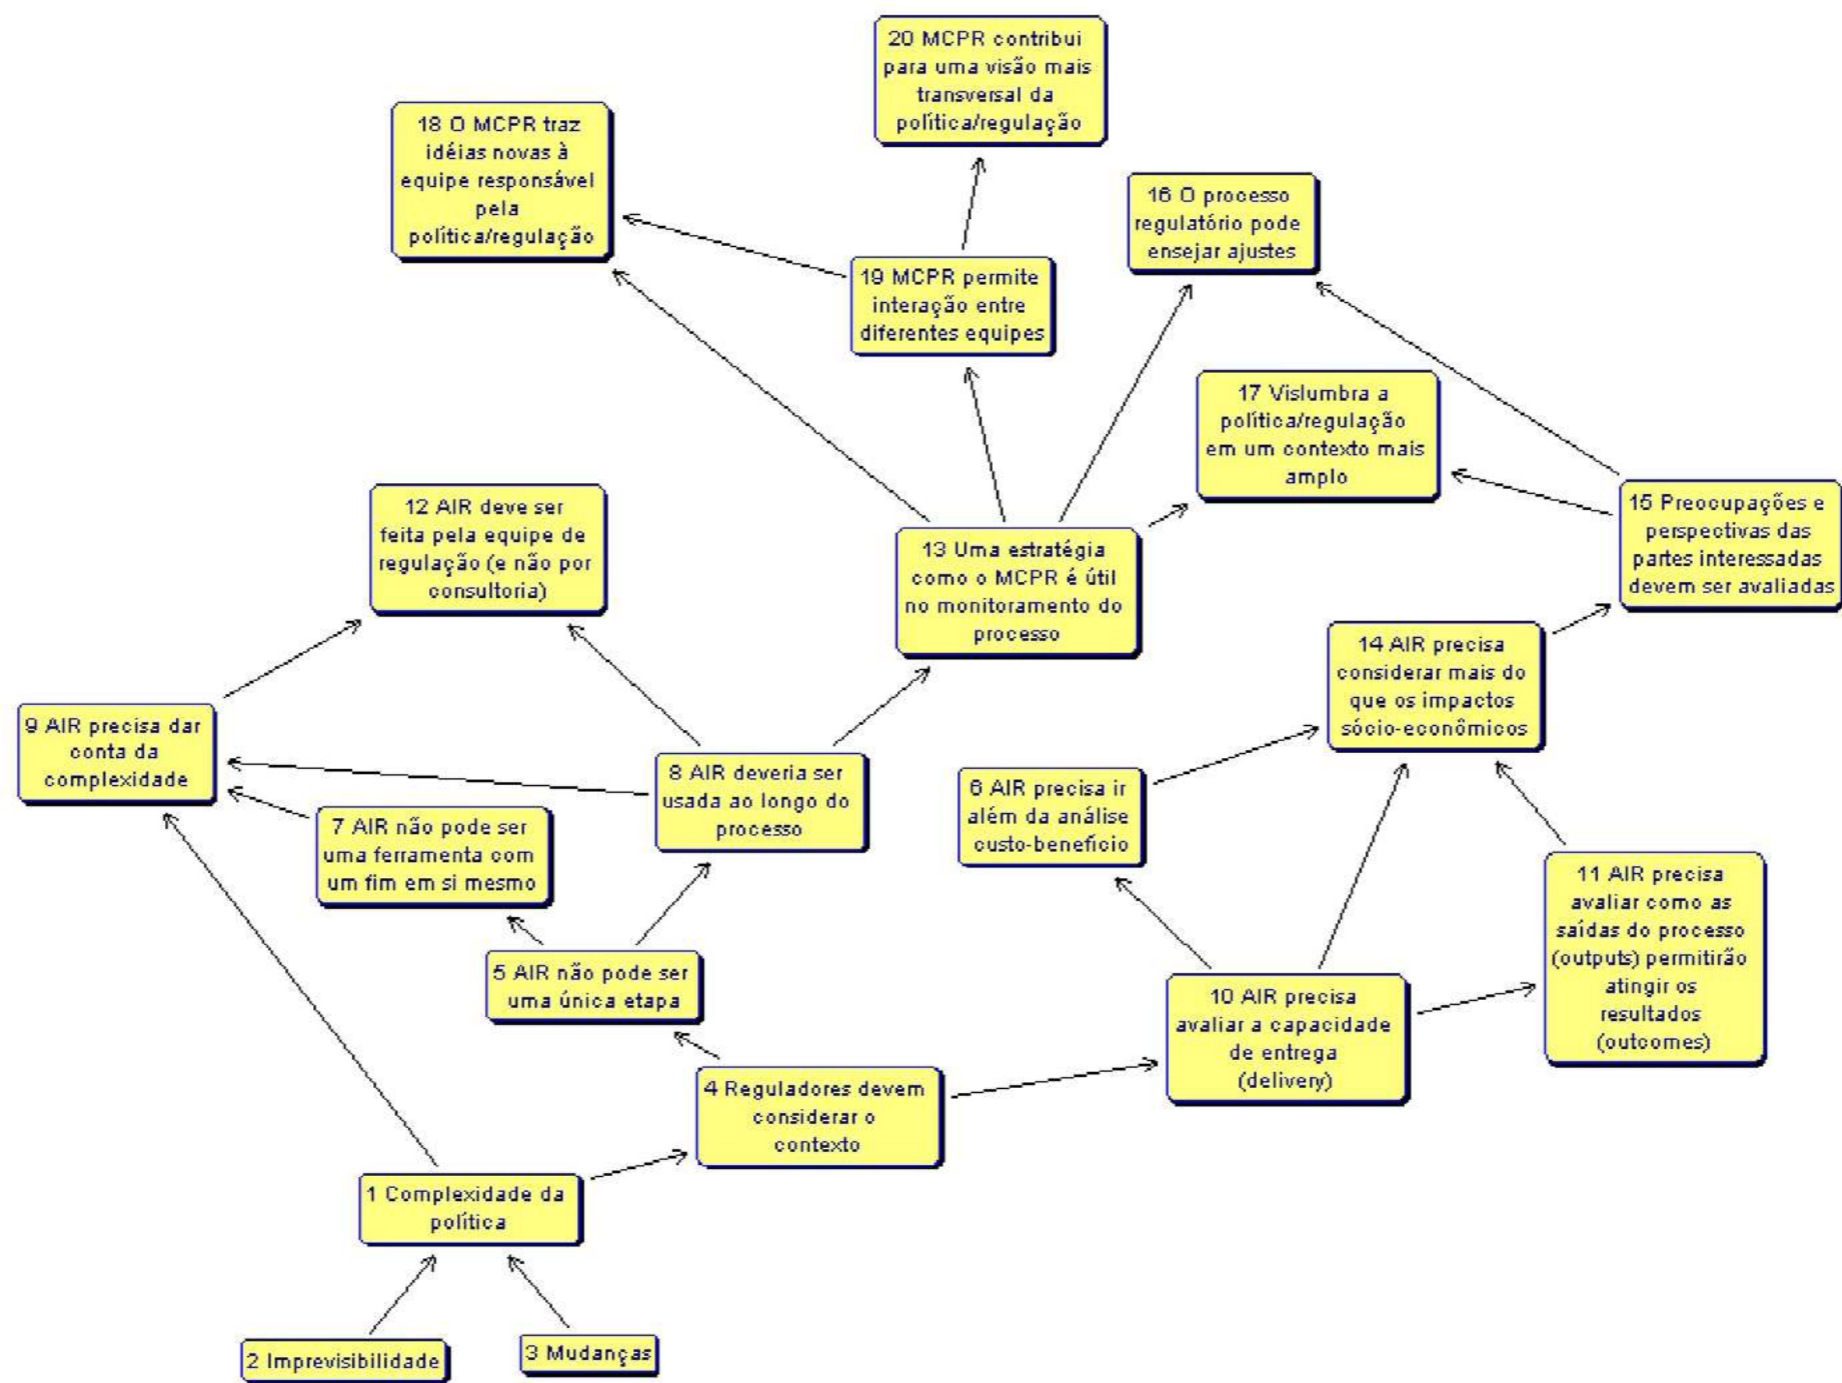 20 MCPR contribui
para uma visão mais
transversal da
política/regulação
18 O MCPR traz
idéias novas à
equipe responsável
pela
política/regulação
16 O processo
regulatório pode
ensejar ajustes
19 MCPR permite
interação entre
diferentes equipes
17 Vislumbra a
política/regulação
em um contexto mais
amplo
12 AIR deve ser
feita pela equipe de
regulação (e não por
consultoria)
15 Preocupações e
perspectivas das
partes interessadas
devem ser avaliadas
13 Uma estratégia
como o MCPR é útil
no monitoramento do
processo
14 AIR precisa
considerar mais do
que os impactos
sócio-econômicos
9 AIR precisa dar
conta da
complexidade
8 AIR deveria ser
usada ao longo do
processo
6 AIR precisa ir
além da análise
custo-benefício
7 AIR não pode ser
uma ferramenta com
um fim em si mesmo
11 AIR precisa
avaliar como as
saídas do processo
(outputs) permitirão
atingir os
resultados
(outcomes)
5 AIR não pode ser
uma única etapa
10 AIR precisa
avaliar a capacidade
de entrega
(delivery)
4 Reguladores devem
considerar o
contexto
1 Complexidade da
política
2 Imprevisibilidade
3 Mudanças